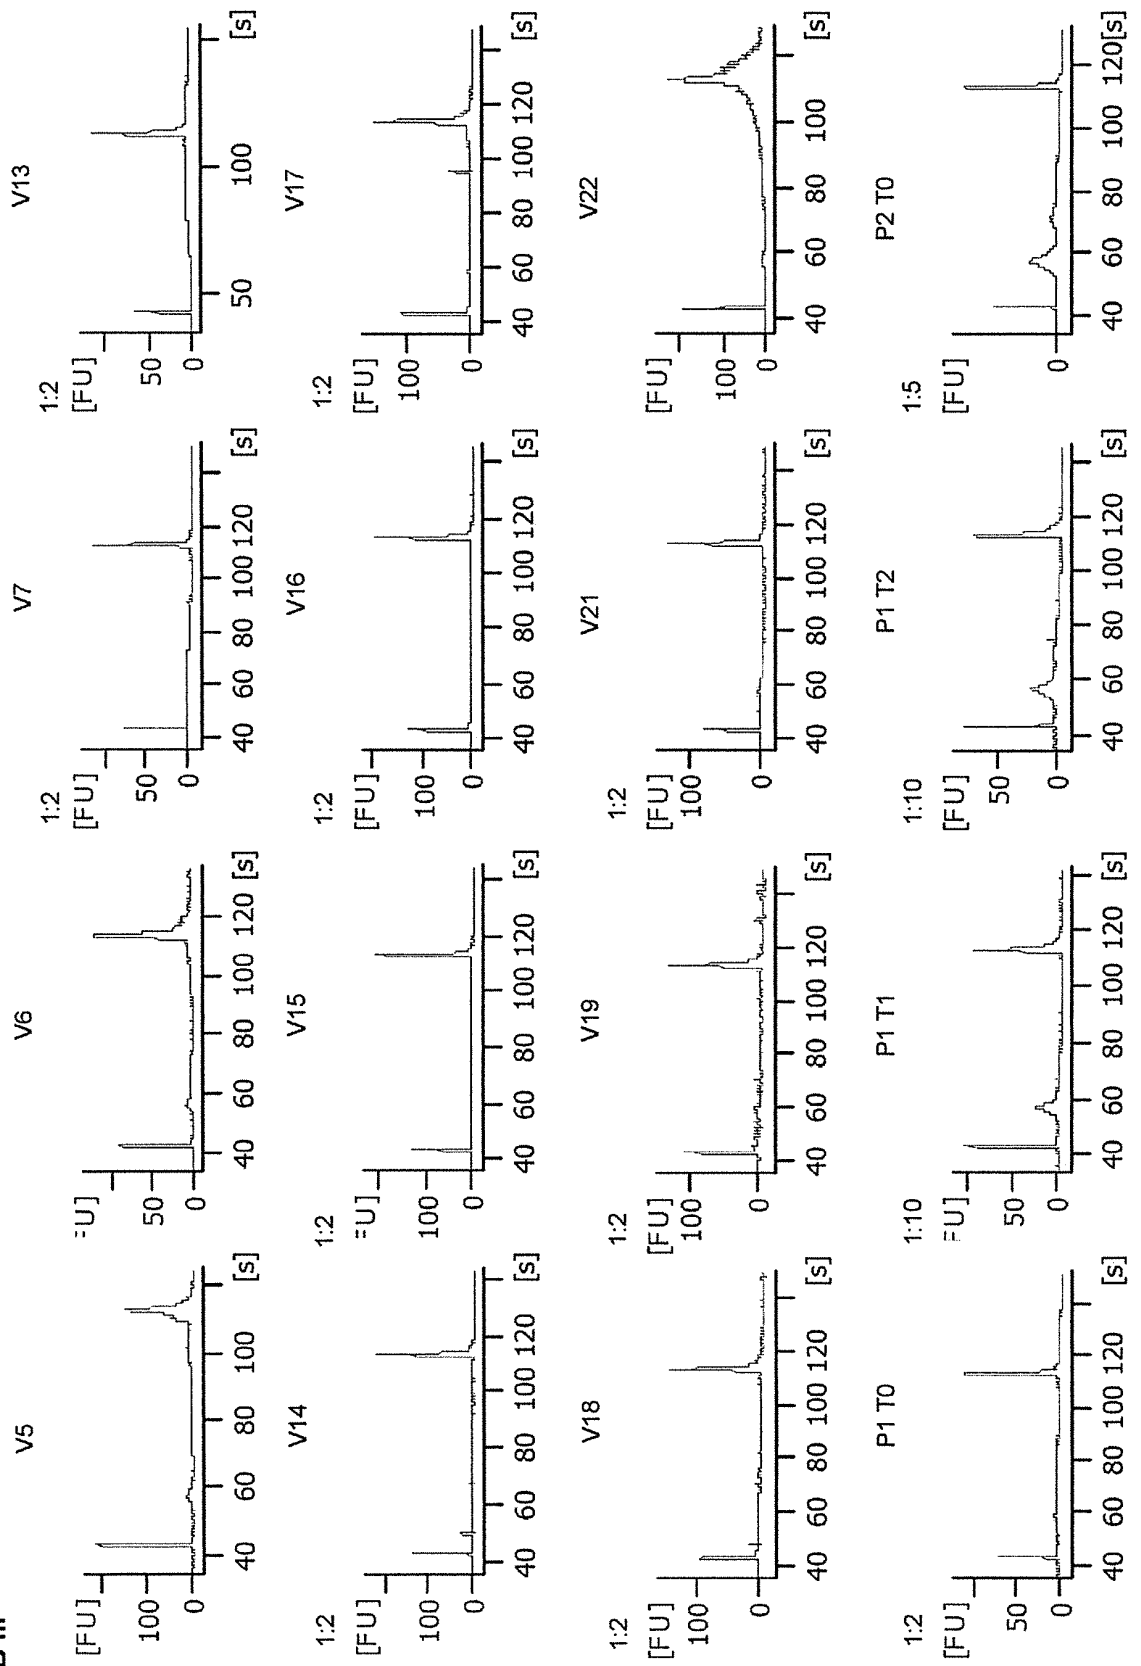 V5 V6 V7 V13
1:2 1:2
[FU] FU] [FU] [FU]
100 50 50 50
0 0 0 0
40 60 80 100 [s] 40 60 80 100 120 [s] 40 60 80 100 120 [s] 50 100 [s]
V14 V15 V16 V17
1:2 1:2 1:2 1:2
[FU] FU] [FU] [FU]
100 100 100 100
0 0 0 0
40 60 80 100 120 [s] 40 60 80 100 120 [s] 40 60 80 100 120 [s] 40 60 80 100 120 [s]
V18 V19 V21 V22
1:2 1:2 1:2
[FU] [FU] [FU] [FU]
100 100 100 100
0 0 0 0
40 60 80 100 120 [s] 40 60 80 100 120 [s] 40 60 80 100 120 [s] 40 60 80 100 [s]
P1 T0 P1 T1 P1 T2 P2 T0
1:2 1:10 1:10 1:5
[FU] FU] [FU] [FU]
50 50 50
0 0 0 0
40 60 80 100 120 [s] 40 60 80 100 120 [s] 40 60 80 100 120 [s] 40 60 80 100 120[s]